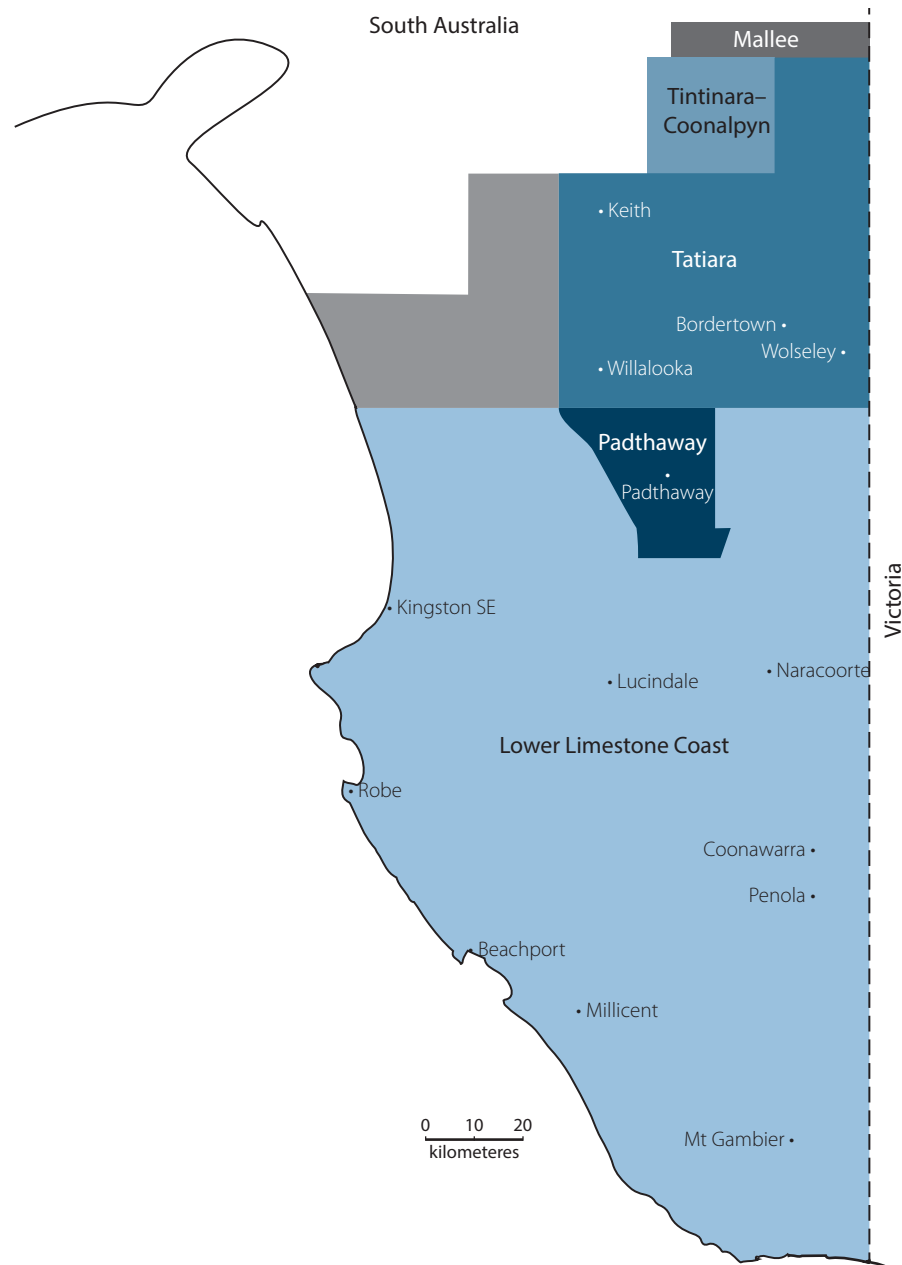 South Australia
Mallee
Tintinara–
Coonalpyn
Keith
Tatiara
Bordertown
Wolseley
Willalooka
Padthaway
Padthaway
Victoria
Kingston SE
Naracoorte
Lucindale
Lower Limestone Coast
Robe
Coonawarra
Penola
Beachport
Millicent
0 10 20
kilometeres
Mt Gambier